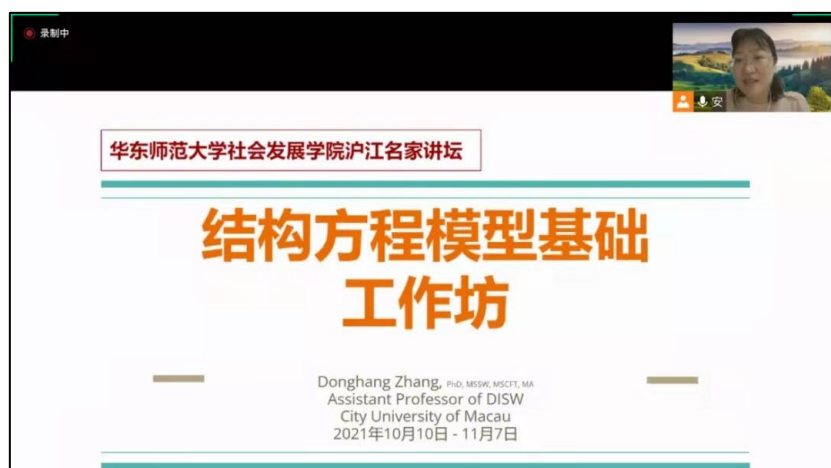 录制中
安
华东师范大学社会发展学院沪江名家讲坛
结构方程模型基础
工作坊
Donghang Zhang, PhD, MSSW, MSCFT, MA
Assistant Professor of DISW
City University of Macau
2021年10月10日 - 11月7日